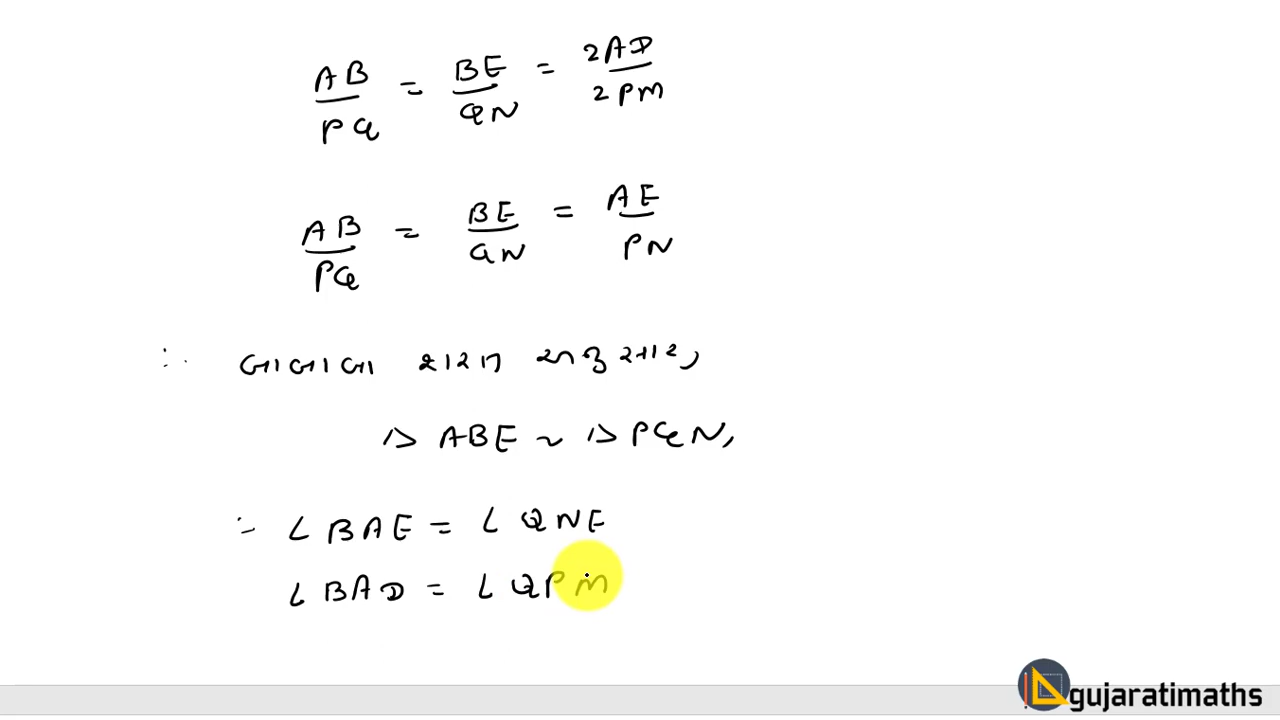 AB/PQ = BE/QN = 2AD/2PM
AB/PQ = BE/QN = AE/PN
∴ બાબાબા શરત અનુસાર,
△ ABE ~ △ PQN,
∴ ∠ BAE = ∠ QNE
∠ BAD = ∠ QPM
gujaratimaths